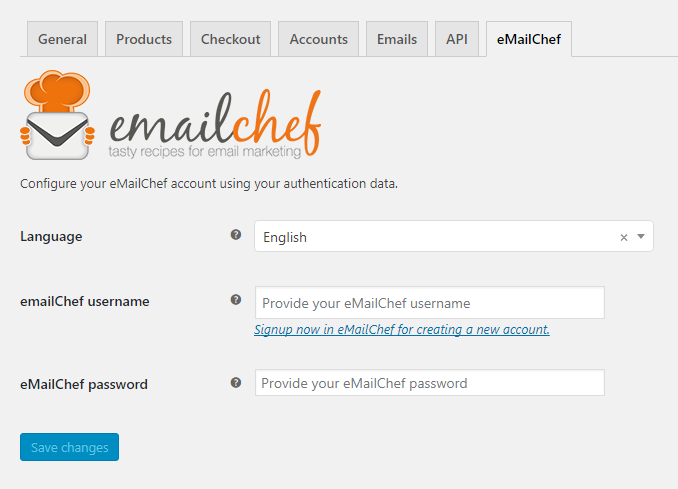 General Products Checkout Accounts Emails API eMailChef
emailchef
tasty recipes for email marketing
Configure your eMailChef account using your authentication data.
Language ? English × 
emailChef username ? Provide your eMailChef username
Signup now in eMailChef for creating a new account.
eMailChef password ? Provide your eMailChef password
Save changes